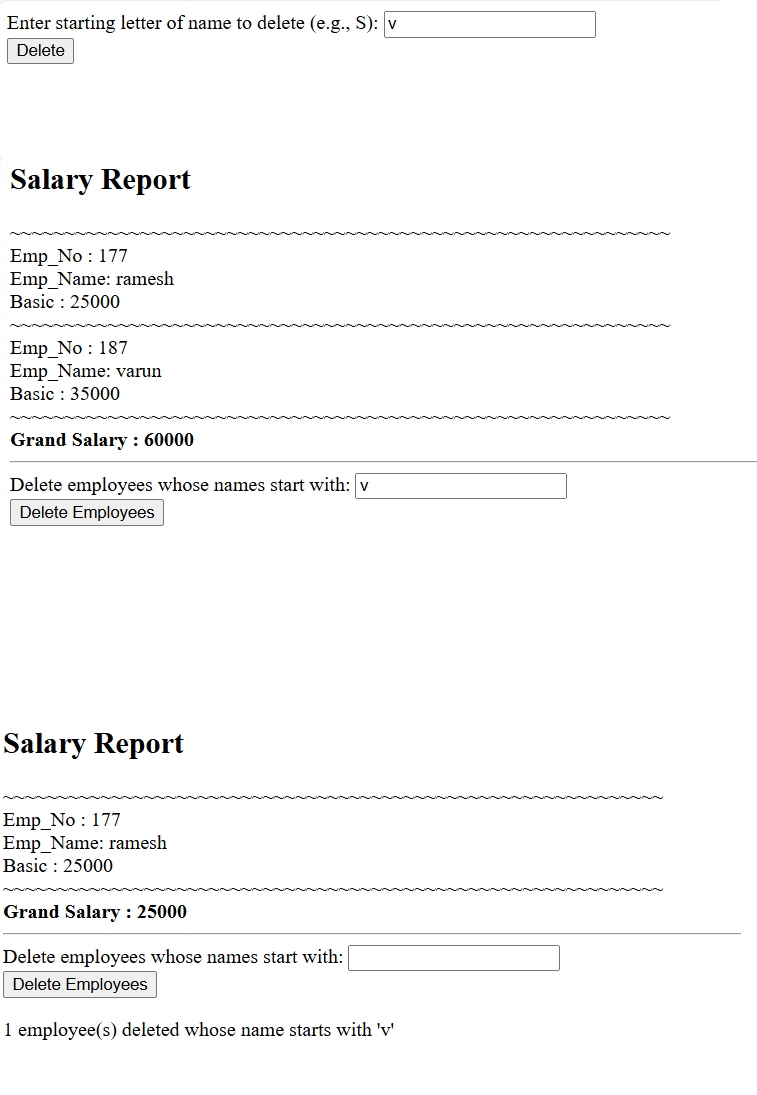 Enter starting letter of name to delete (e.g., S): v
Delete
Salary Report
~~~~~~~~~~~~~~~~~~~~~~~~~~~~~~~~~~~~~~~~~~~~~~~~~~~~~~~~~~~~
Emp_No : 177
Emp_Name: ramesh
Basic : 25000
~~~~~~~~~~~~~~~~~~~~~~~~~~~~~~~~~~~~~~~~~~~~~~~~~~~~~~~~~~~~
Emp_No : 187
Emp_Name: varun
Basic : 35000
~~~~~~~~~~~~~~~~~~~~~~~~~~~~~~~~~~~~~~~~~~~~~~~~~~~~~~~~~~~~
Grand Salary : 60000
Delete employees whose names start with: v
Delete Employees
Salary Report
~~~~~~~~~~~~~~~~~~~~~~~~~~~~~~~~~~~~~~~~~~~~~~~~~~~~~~~~~~~~
Emp_No : 177
Emp_Name: ramesh
Basic : 25000
~~~~~~~~~~~~~~~~~~~~~~~~~~~~~~~~~~~~~~~~~~~~~~~~~~~~~~~~~~~~
Grand Salary : 25000
Delete employees whose names start with:
Delete Employees
1 employee(s) deleted whose name starts with 'v'